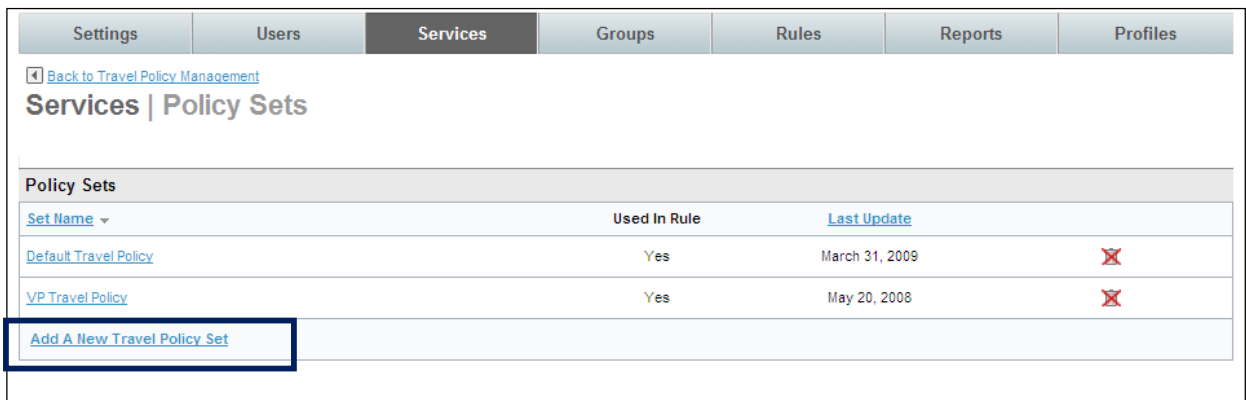 Settings Users Services Groups Rules Reports Profiles
Back to Travel Policy Management
Services | Policy Sets
Policy Sets
Set Name Used In Rule Last Update
Default Travel Policy Yes March 31, 2009
VP Travel Policy Yes May 20, 2008
Add A New Travel Policy Set